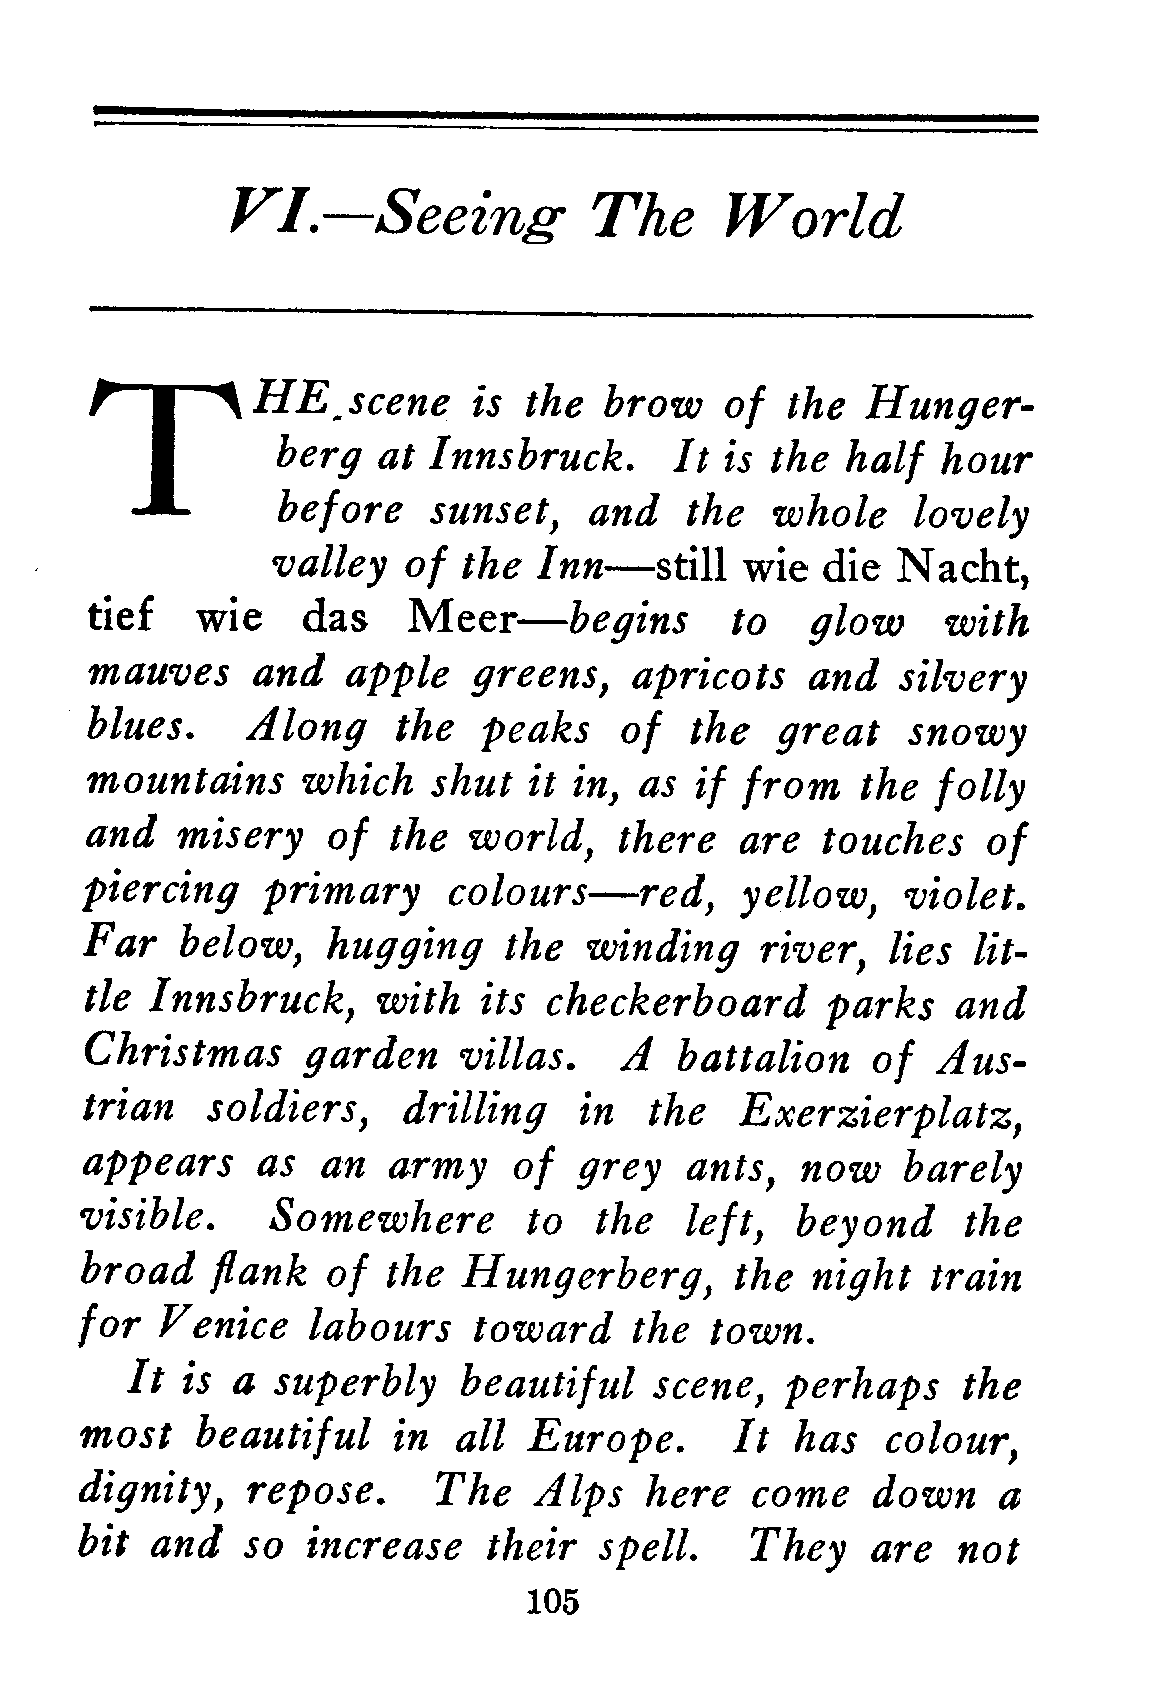 VI.—Seeing The World
THE scene is the brow of the Hunger-
berg at Innsbruck. It is the half hour
before sunset, and the whole lovely
valley of the Inn—still wie die Nacht,
tief wie das Meer—begins to glow with
mauves and apple greens, apricots and silvery
blues. Along the peaks of the great snowy
mountains which shut it in, as if from the folly
and misery of the world, there are touches of
piercing primary colours—red, yellow, violet.
Far below, hugging the winding river, lies lit-
tle Innsbruck, with its checkerboard parks and
Christmas garden villas. A battalion of Aus-
trian soldiers, drilling in the Exerzierplatz,
appears as an army of grey ants, now barely
visible. Somewhere to the left, beyond the
broad flank of the Hungerberg, the night train
for Venice labours toward the town.
It is a superbly beautiful scene, perhaps the
most beautiful in all Europe. It has colour,
dignity, repose. The Alps here come down a
bit and so increase their spell. They are not
105